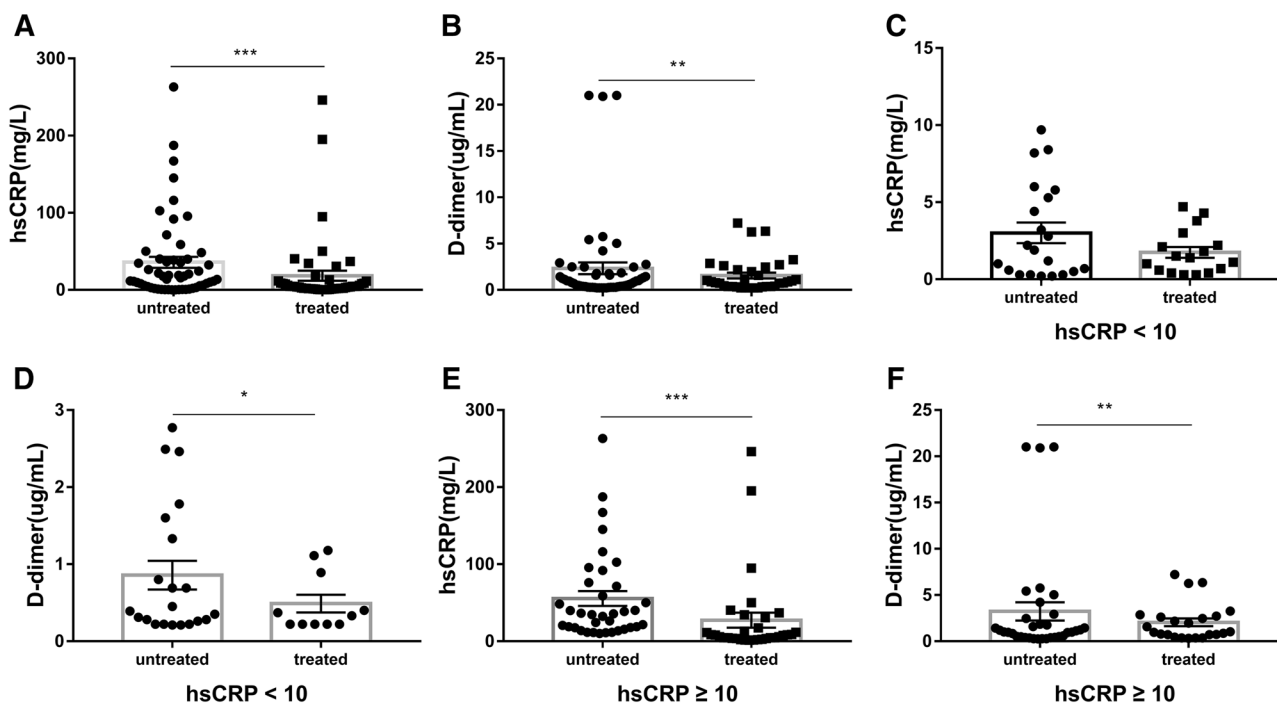 A
hsCRP(mg/L)
300
200
100
0
***
untreated
treated
B
D-dimer(ug/mL)
25
20
15
10
5
0
**
untreated
treated
C
hsCRP(mg/L)
15
10
5
0
untreated
treated
hsCRP < 10
D
D-dimer(ug/mL)
3
2
1
0
*
untreated
treated
hsCRP < 10
E
hsCRP(mg/L)
300
200
100
0
***
untreated
treated
hsCRP ≥ 10
F
D-dimer(ug/mL)
25
20
15
10
5
0
**
untreated
treated
hsCRP ≥ 10